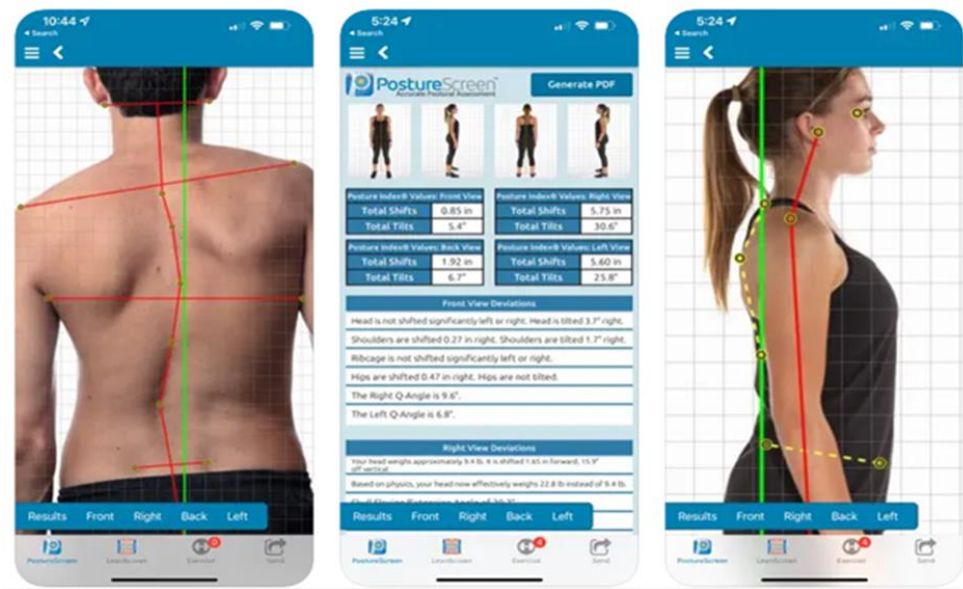 10:44
Search
Results Front Right Back Left
PostureScreen LeanScreen Exercise 0 Send
5:24
Search
PostureScreen™
Accurate Postural Assessment
Generate PDF
Posture Index® Values: Front View
Total Shifts 0.85 in
Total Tilts 5.4°
Posture Index® Values: Right View
Total Shifts 5.75 in
Total Tilts 30.6°
Posture Index® Values: Back View
Total Shifts 1.92 in
Total Tilts 6.7°
Posture Index® Values: Left View
Total Shifts 5.60 in
Total Tilts 25.8°
Front View Deviations
Head is not shifted significantly left or right. Head is tilted 3.7° right.
Shoulders are shifted 0.27 in right. Shoulders are tilted 1.7° right.
Ribcage is not shifted significantly left or right.
Hips are shifted 0.47 in right. Hips are not tilted.
The Right Q-Angle is 9.6°.
The Left Q-Angle is 6.8°.
Right View Deviations
Your head weighs approximately 9.4 lb. It is shifted 1.65 in forward, 15.9°
off vertical
Based on physics, your head now effectively weighs 22.8 lb instead of 9.4 lb.
Results Front Right Back Left
PostureScreen LeanScreen Exercise 4 Send
5:24
Search
Results Front Right Back Left
PostureScreen LeanScreen Exercise 4 Send